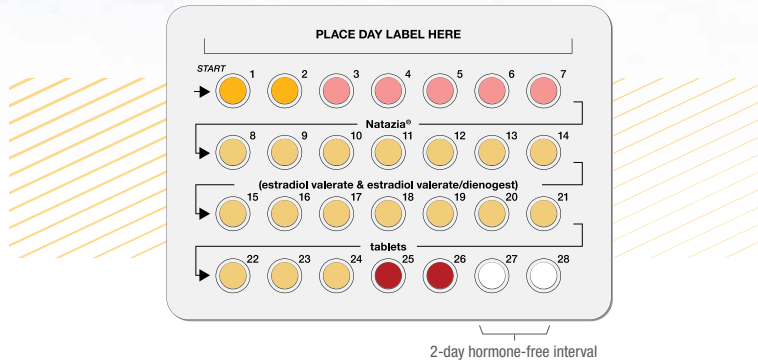 PLACE DAY LABEL HERE
START
1 2 3 4 5 6 7
Natazia®
8 9 10 11 12 13 14
(estradiol valerate & estradiol valerate/dienogest)
15 16 17 18 19 20 21
tablets
22 23 24 25 26 27 28
2-day hormone-free interval